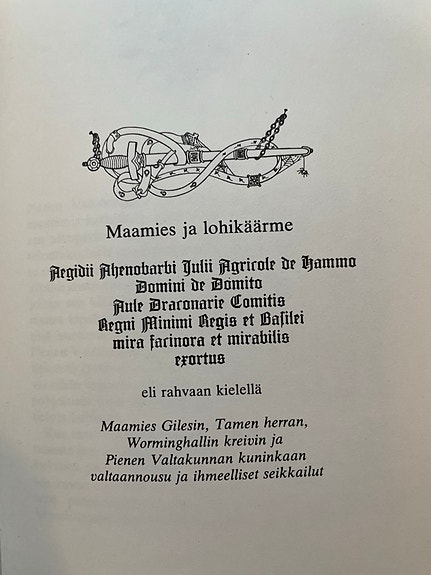 Maamies ja lohikäärme
Aegidii Ahenobarbi Julii Agricole de Hammo
Domini de Domito
Aule Draconarie Comitis
Regni Minimi Regis et Basilei
mira facinora et mirabilis
exortus
eli rahvaan kielellä
Maamies Gilesin, Tamen herran,
Worminghallin kreivin ja
Pienen Valtakunnan kuninkaan
valtaannousu ja ihmeelliset seikkailut